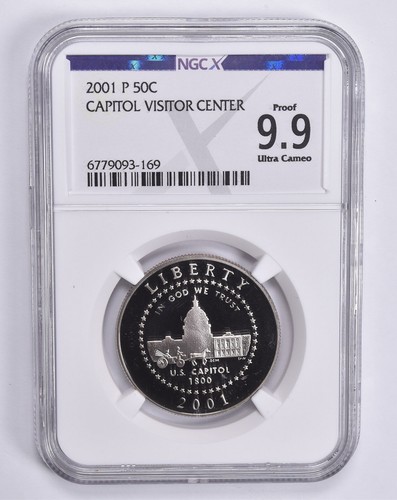 NGCX
2001 P 50C
CAPITOL VISITOR CENTER
6779093-169
Proof
9.9
Ultra Cameo
LIBERTY
IN GOD WE TRUST
U.S. CAPITOL
1800
2001